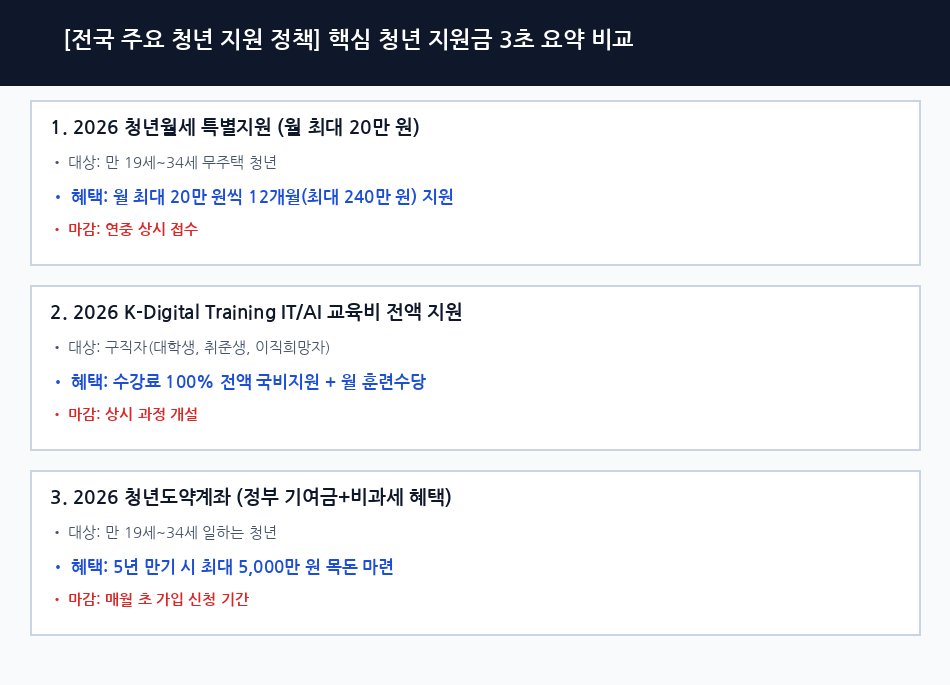 [전국 주요 청년 지원 정책] 핵심 청년 지원금 3초 요약 비교
1. 2026 청년월세 특별지원 (월 최대 20만 원)
• 대상: 만 19세~34세 무주택 청년
• 혜택: 월 최대 20만 원씩 12개월(최대 240만 원) 지원
• 마감: 연중 상시 접수
2. 2026 K-Digital Training IT/AI 교육비 전액 지원
• 대상: 구직자(대학생, 취준생, 이직희망자)
• 혜택: 수강료 100% 전액 국비지원 + 월 훈련수당
• 마감: 상시 과정 개설
3. 2026 청년도약계좌 (정부 기여금+비과세 혜택)
• 대상: 만 19세~34세 일하는 청년
• 혜택: 5년 만기 시 최대 5,000만 원 목돈 마련
• 마감: 매월 초 가입 신청 기간